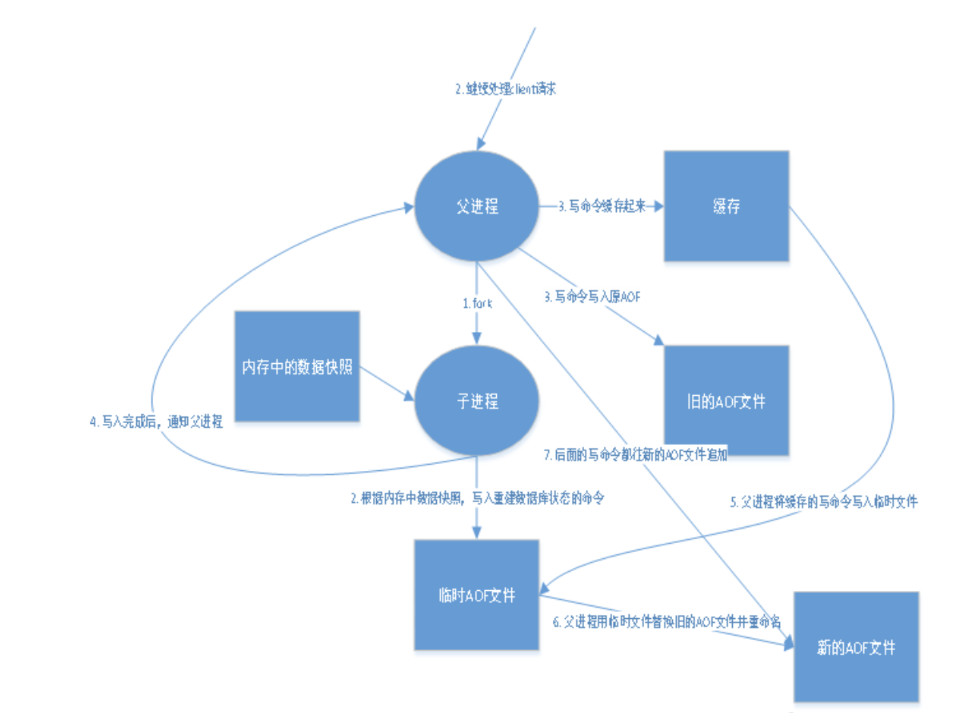 2.继续处理client请求
父进程
3.写命令缓存起来
缓存
1.fork
3.写命令写入原AOF
内存中的数据快照
子进程
旧的AOF文件
4.写入完成后，通知父进程
7.后面的写命令都往新的AOF文件追加
2.根据内存中数据快照，写入重建数据库状态的命令
5.父进程将缓存的写命令写入临时文件
临时AOF文件
6.父进程用临时文件替换旧的AOF文件并重命名
新的AOF文件